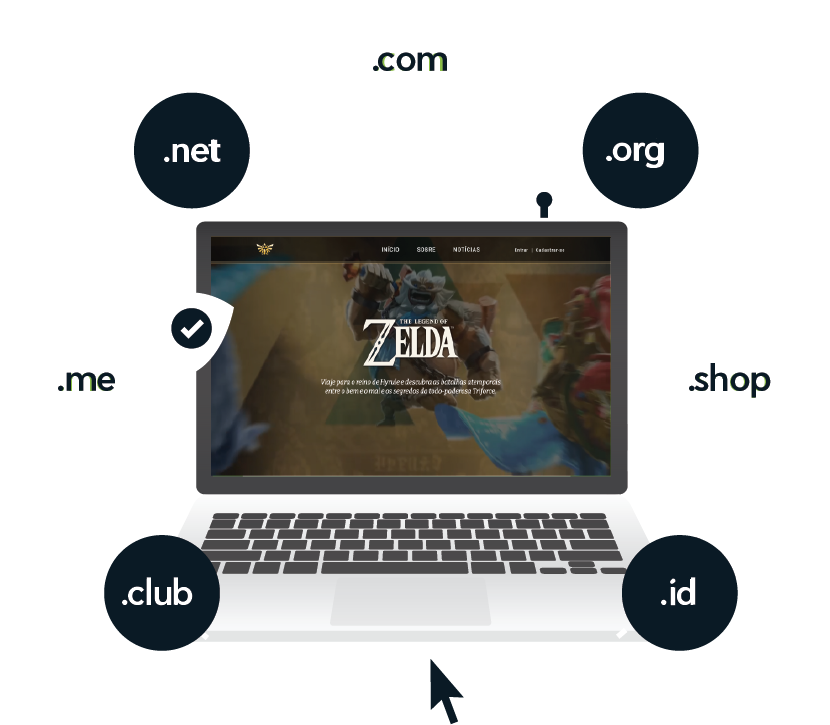 .com
.net
.org
INÍCIO SOBRE NOTÍCIAS Entrar | Cadastrar-se
THE LEGEND OF
ZELDA
Viaje para o reino de Hyrule e descubra as batalhas atemporais
entre o bem e o mal e os segredos da todo-poderosa Triforce.
.me
.shop
.club
.id